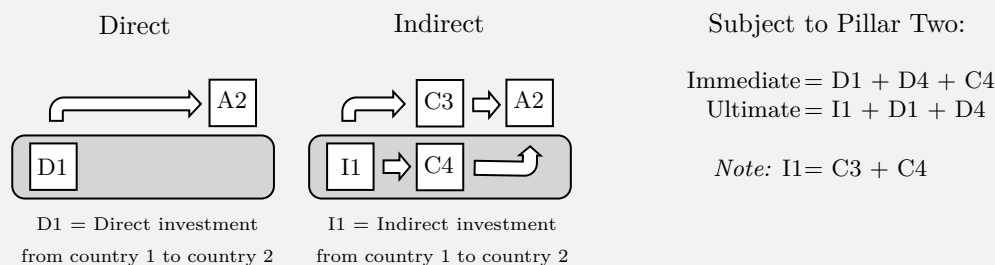 Direct
A2
D1
D1 = Direct investment
from country 1 to country 2
Indirect
C3 A2
I1 C4
I1 = Indirect investment
from country 1 to country 2
Subject to Pillar Two:
Immediate = D1 + D4 + C4
Ultimate = I1 + D1 + D4
Note: I1= C3 + C4